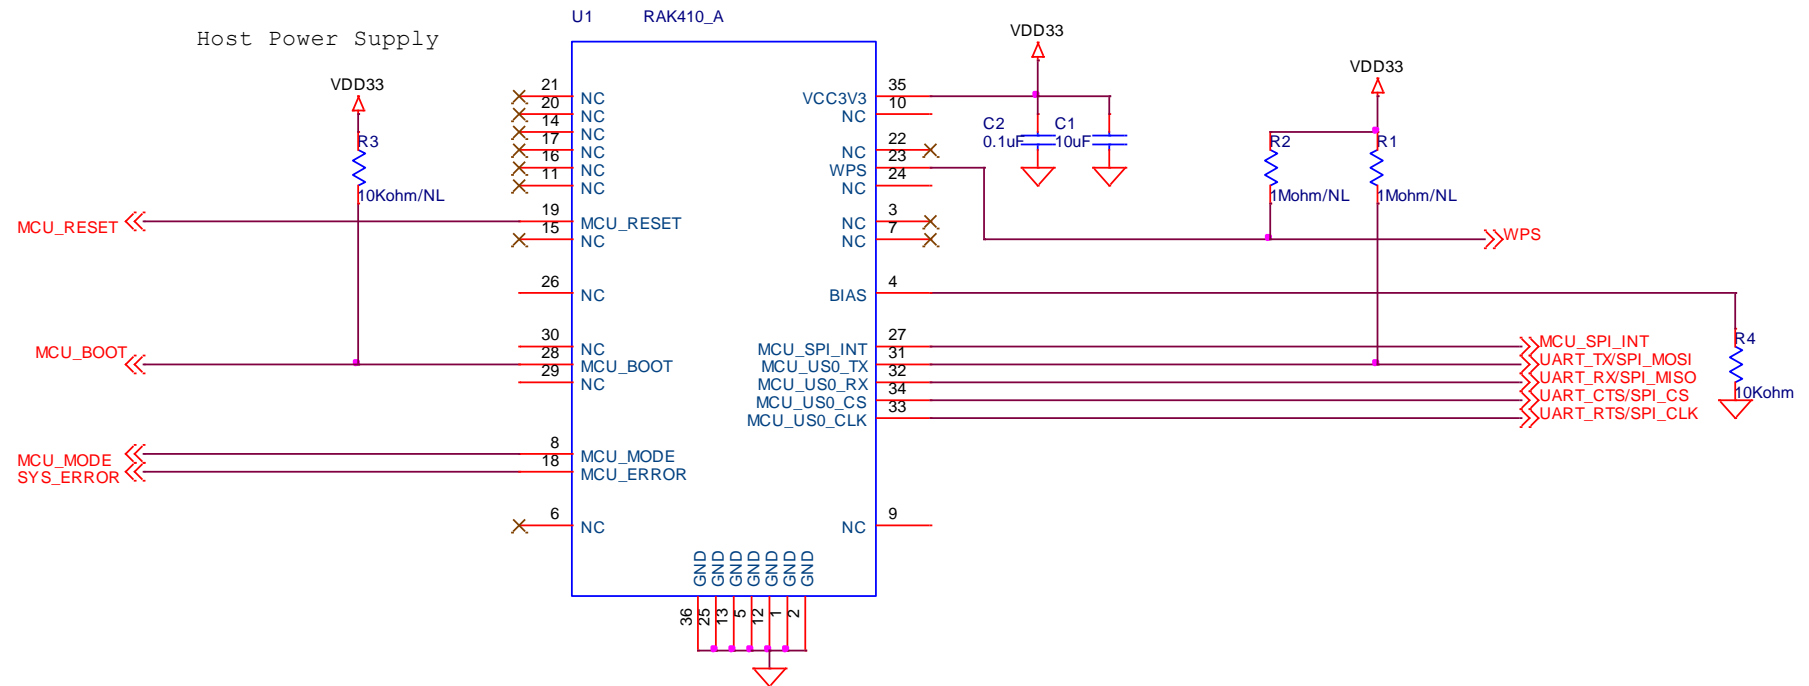 U1 RAK410_A
Host Power Supply
VDD33
VDD33
VDD33
21 NC
20 NC
14 NC
17 NC
16 NC
11 NC
19 MCU_RESET
15 NC
26 NC
30 NC
28 MCU_BOOT
29 NC
8 MCU_MODE
18 MCU_ERROR
6 NC
35 VCC3V3
10 NC
22 NC
23 WPS
24 NC
3 NC
7 NC
4 BIAS
27 MCU_SPI_INT
31 MCU_US0_TX
32 MCU_US0_RX
34 MCU_US0_CS
33 MCU_US0_CLK
9 NC
GND GND GND GND GND GND GND
36 25 13 5 12 1 2
R3
10Kohm/NL
MCU_RESET
MCU_BOOT
MCU_MODE
SYS_ERROR
C2
0.1uF
C1
10uF
R2
1Mohm/NL
R1
1Mohm/NL
WPS
MCU_SPI_INT
UART_TX/SPI_MOSI
UART_RX/SPI_MISO
UART_CTS/SPI_CS
UART_RTS/SPI_CLK
R4
10Kohm